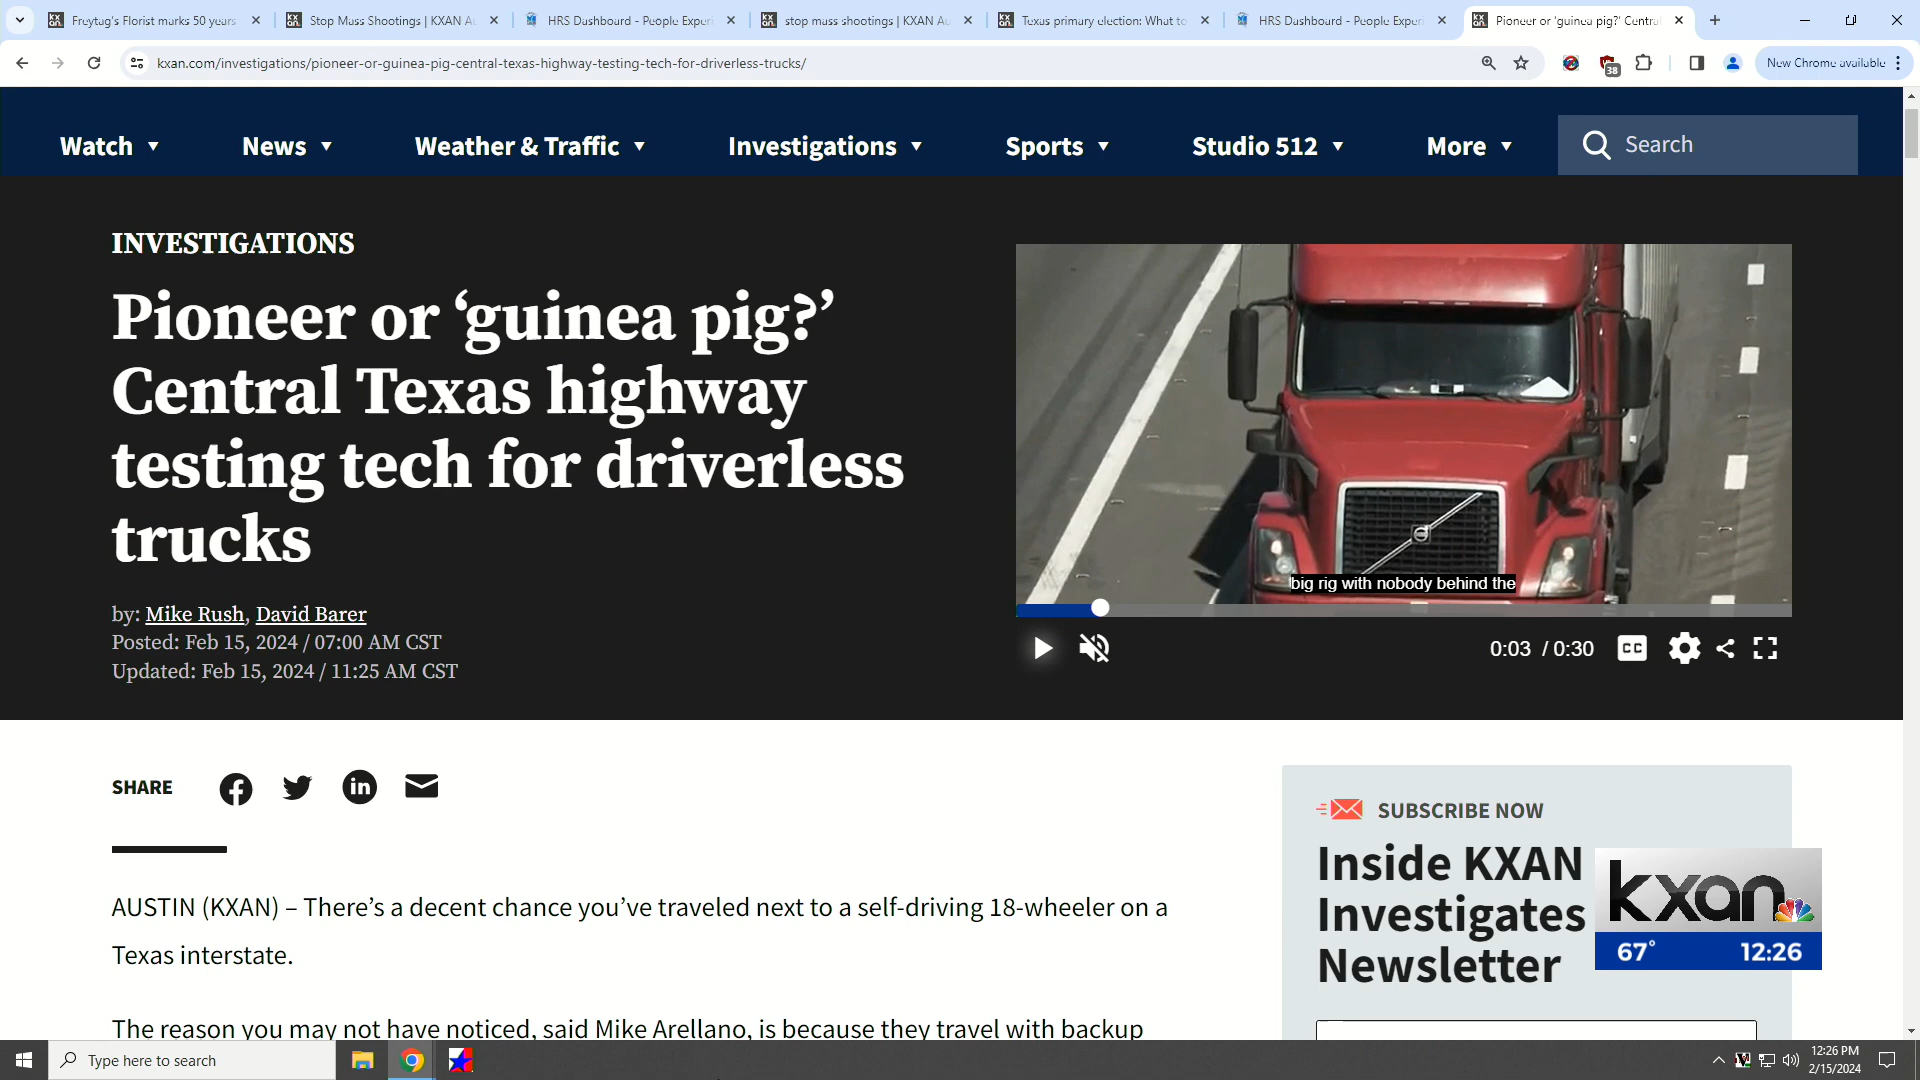 Freytag's Florist marks 50 years
Stop Mass Shootings | KXAN Au
HRS Dashboard - People Experi
stop mass shootings | KXAN Au
Texas primary election: What to
HRS Dashboard - People Experi
Pioneer or 'guinea pig?' Central
kxan.com/investigations/pioneer-or-guinea-pig-central-texas-highway-testing-tech-for-driverless-trucks/
38
New Chrome available
Watch
News
Weather & Traffic
Investigations
Sports
Studio 512
More
Search
INVESTIGATIONS
Pioneer or ‘guinea pig?’
Central Texas highway
testing tech for driverless
trucks
by: Mike Rush, David Barer
Posted: Feb 15, 2024 / 07:00 AM CST
Updated: Feb 15, 2024 / 11:25 AM CST
big rig with nobody behind the
0:03 / 0:30
CC
SHARE
in
AUSTIN (KXAN) – There’s a decent chance you’ve traveled next to a self-driving 18-wheeler on a
Texas interstate.
The reason you may not have noticed, said Mike Arellano, is because they travel with backup
SUBSCRIBE NOW
Inside KXAN
Investigates
Newsletter
kxan
67° 12:26
Type here to search
12:26 PM
2/15/2024